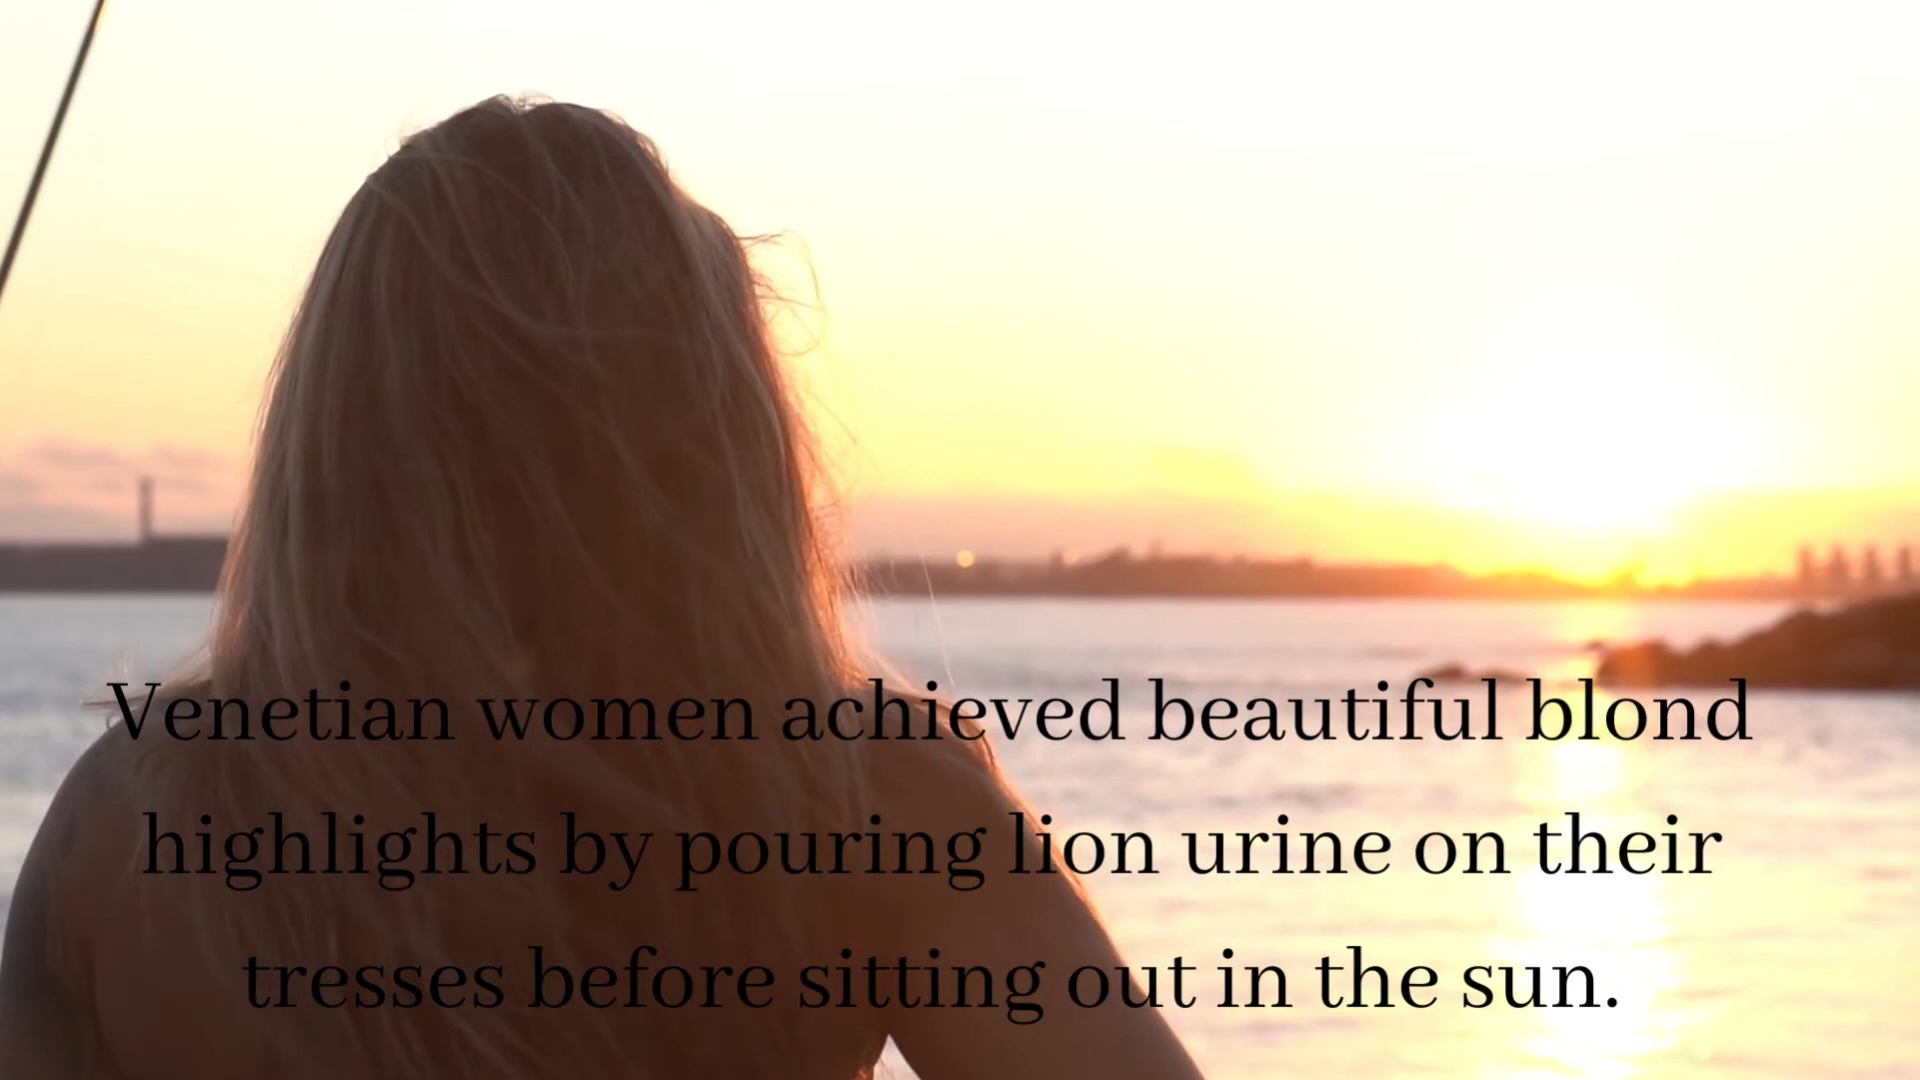 Venetian women achieved beautiful blond
highlights by pouring lion urine on their
tresses before sitting out in the sun.